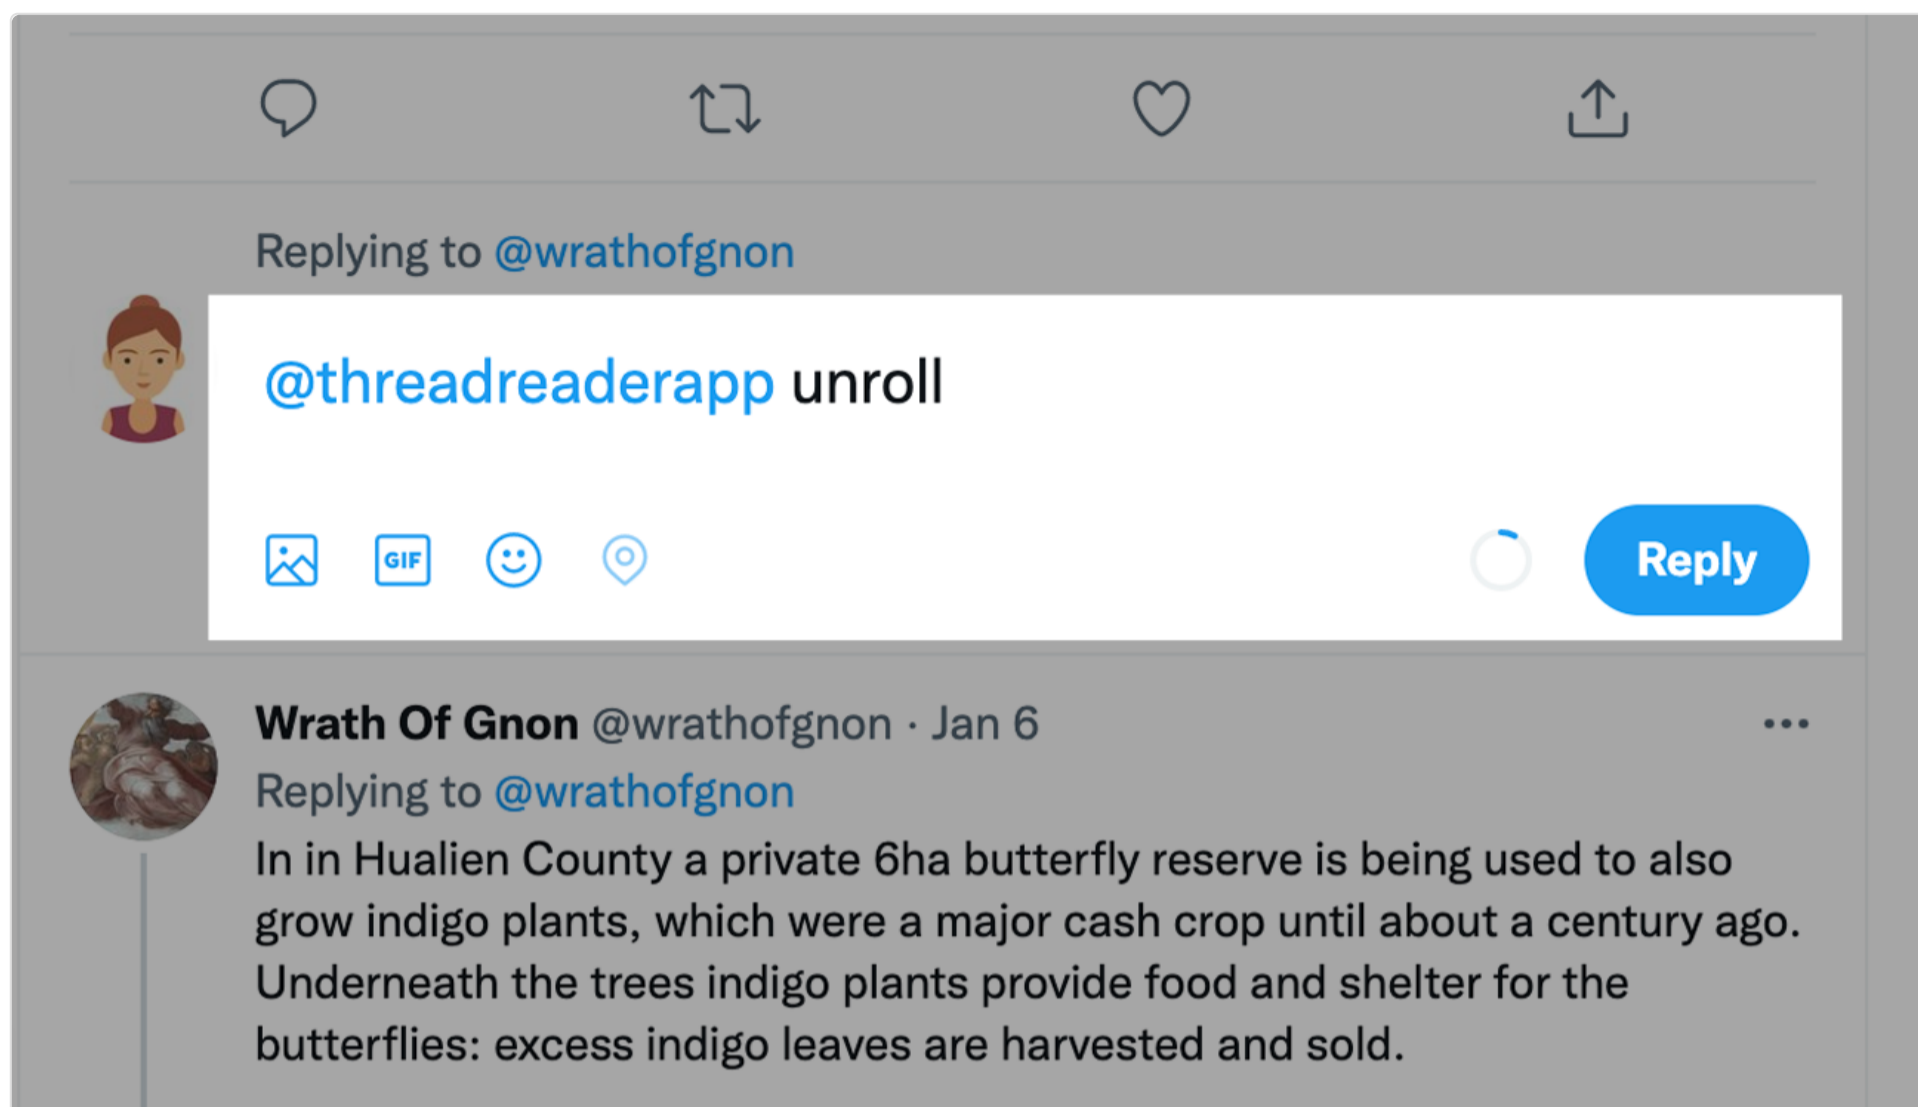 Replying to @wrathofgnon
@threadreaderapp unroll
GIF
Reply
Wrath Of Gnon @wrathofgnon · Jan 6
Replying to @wrathofgnon
In in Hualien County a private 6ha butterfly reserve is being used to also
grow indigo plants, which were a major cash crop until about a century ago.
Underneath the trees indigo plants provide food and shelter for the
butterflies: excess indigo leaves are harvested and sold.